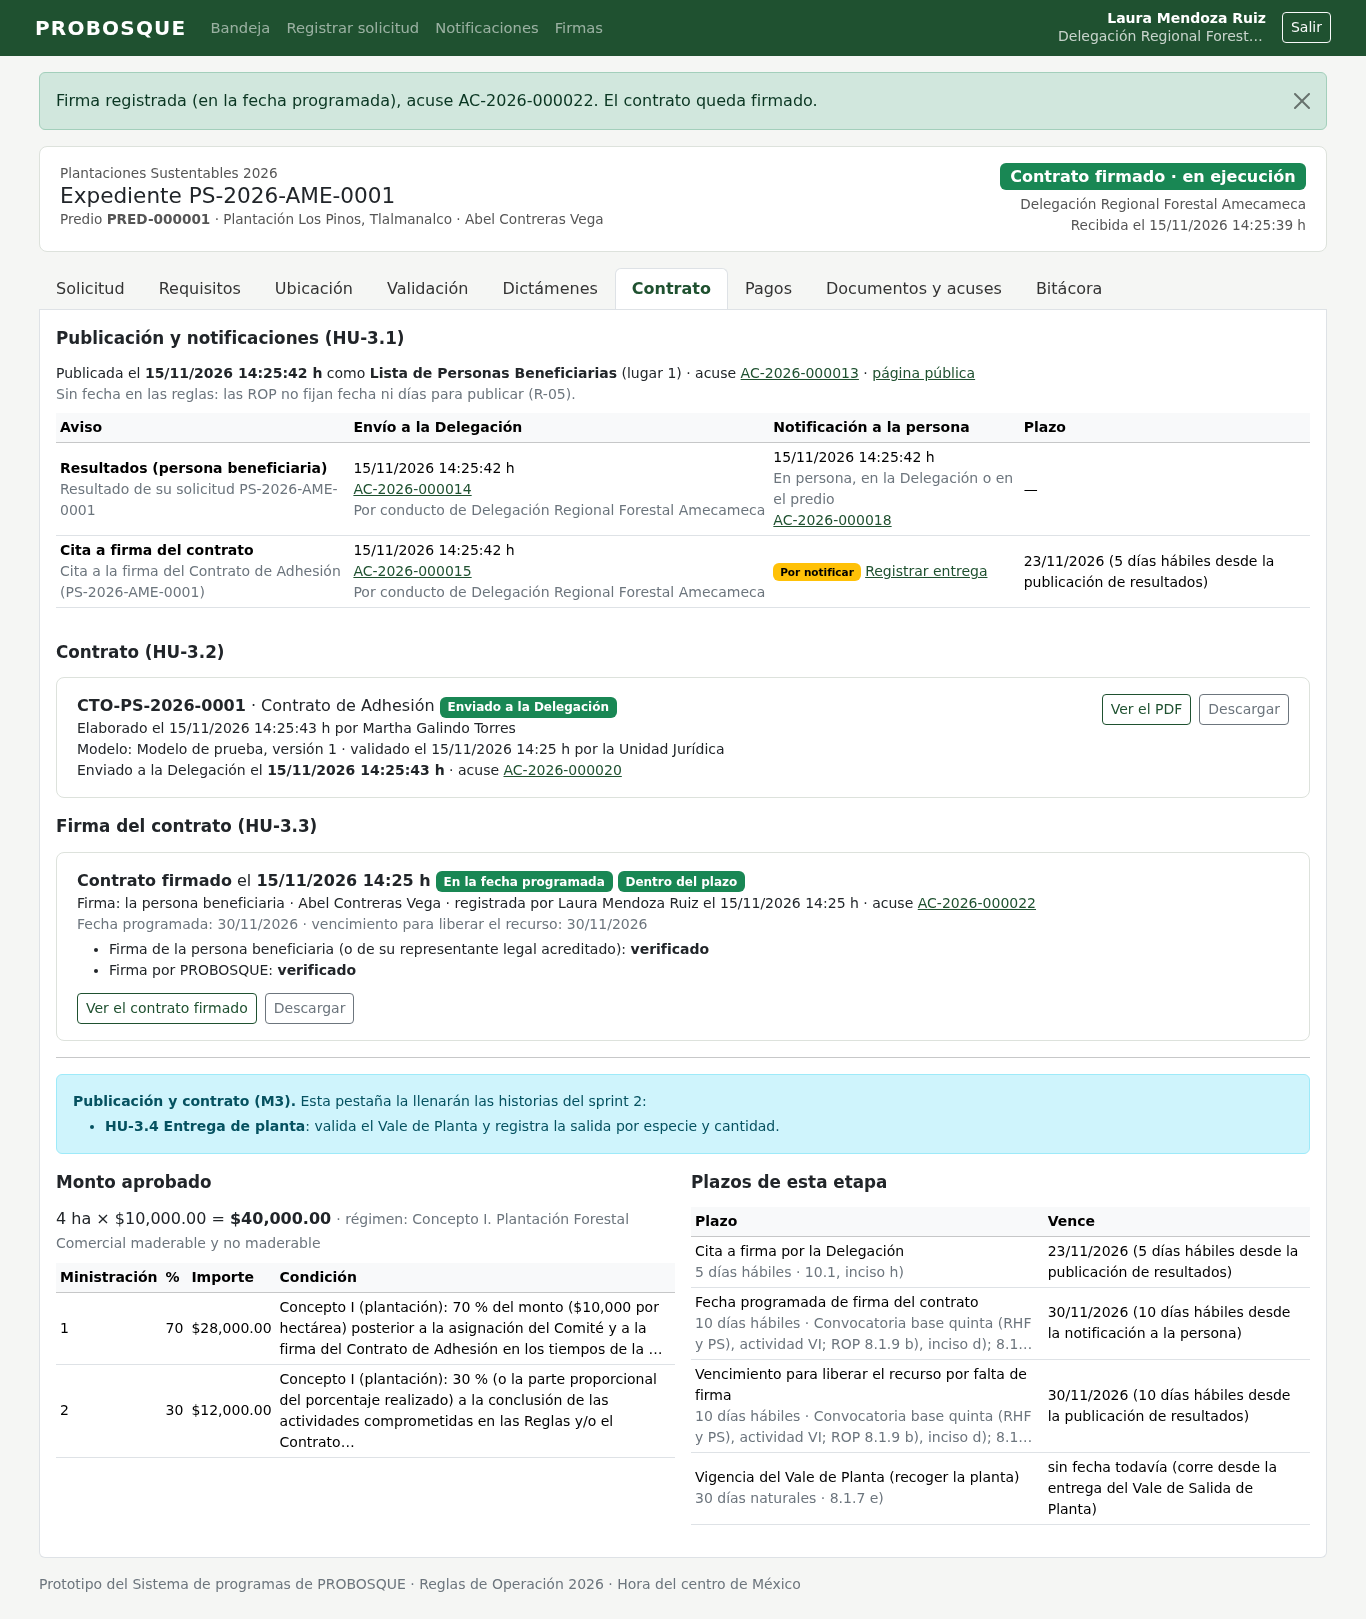 PROBOSQUE Bandeja Registrar solicitud Notificaciones Firmas
Laura Mendoza Ruiz
Delegación Regional Forest…
Salir
Firma registrada (en la fecha programada), acuse AC-2026-000022. El contrato queda firmado.
Plantaciones Sustentables 2026
Expediente PS-2026-AME-0001
Predio PRED-000001 · Plantación Los Pinos, Tlalmanalco · Abel Contreras Vega
Contrato firmado · en ejecución
Delegación Regional Forestal Amecameca
Recibida el 15/11/2026 14:25:39 h
Solicitud Requisitos Ubicación Validación Dictámenes Contrato Pagos Documentos y acuses Bitácora
Publicación y notificaciones (HU-3.1)
Publicada el 15/11/2026 14:25:42 h como Lista de Personas Beneficiarias (lugar 1) · acuse AC-2026-000013 · página pública
Sin fecha en las reglas: las ROP no fijan fecha ni días para publicar (R-05).
Aviso Envío a la Delegación Notificación a la persona Plazo
Resultados (persona beneficiaria)
Resultado de su solicitud PS-2026-AME-
0001
15/11/2026 14:25:42 h
AC-2026-000014
Por conducto de Delegación Regional Forestal Amecameca
15/11/2026 14:25:42 h
En persona, en la Delegación o en
el predio
AC-2026-000018
—
Cita a firma del contrato
Cita a la firma del Contrato de Adhesión
(PS-2026-AME-0001)
15/11/2026 14:25:42 h
AC-2026-000015
Por conducto de Delegación Regional Forestal Amecameca
Por notificar Registrar entrega
23/11/2026 (5 días hábiles desde la
publicación de resultados)
Contrato (HU-3.2)
CTO-PS-2026-0001 · Contrato de Adhesión Enviado a la Delegación
Elaborado el 15/11/2026 14:25:43 h por Martha Galindo Torres
Modelo: Modelo de prueba, versión 1 · validado el 15/11/2026 14:25 h por la Unidad Jurídica
Enviado a la Delegación el 15/11/2026 14:25:43 h · acuse AC-2026-000020
Ver el PDF Descargar
Firma del contrato (HU-3.3)
Contrato firmado el 15/11/2026 14:25 h En la fecha programada Dentro del plazo
Firma: la persona beneficiaria · Abel Contreras Vega · registrada por Laura Mendoza Ruiz el 15/11/2026 14:25 h · acuse AC-2026-000022
Fecha programada: 30/11/2026 · vencimiento para liberar el recurso: 30/11/2026
• Firma de la persona beneficiaria (o de su representante legal acreditado): verificado
• Firma por PROBOSQUE: verificado
Ver el contrato firmado Descargar
Publicación y contrato (M3). Esta pestaña la llenarán las historias del sprint 2:
• HU-3.4 Entrega de planta: valida el Vale de Planta y registra la salida por especie y cantidad.
Monto aprobado
4 ha × $10,000.00 = $40,000.00 · régimen: Concepto I. Plantación Forestal
Comercial maderable y no maderable
Ministración % Importe Condición
1 70 $28,000.00
Concepto I (plantación): 70 % del monto ($10,000 por
hectárea) posterior a la asignación del Comité y a la
firma del Contrato de Adhesión en los tiempos de la …
2 30 $12,000.00
Concepto I (plantación): 30 % (o la parte proporcional
del porcentaje realizado) a la conclusión de las
actividades comprometidas en las Reglas y/o el
Contrato…
Plazos de esta etapa
Plazo Vence
Cita a firma por la Delegación
5 días hábiles · 10.1, inciso h)
23/11/2026 (5 días hábiles desde la
publicación de resultados)
Fecha programada de firma del contrato
10 días hábiles · Convocatoria base quinta (RHF
y PS), actividad VI; ROP 8.1.9 b), inciso d); 8.1…
30/11/2026 (10 días hábiles desde
la notificación a la persona)
Vencimiento para liberar el recurso por falta de
firma
10 días hábiles · Convocatoria base quinta (RHF
y PS), actividad VI; ROP 8.1.9 b), inciso d); 8.1…
30/11/2026 (10 días hábiles desde
la publicación de resultados)
Vigencia del Vale de Planta (recoger la planta)
30 días naturales · 8.1.7 e)
sin fecha todavía (corre desde la
entrega del Vale de Salida de
Planta)
Prototipo del Sistema de programas de PROBOSQUE · Reglas de Operación 2026 · Hora del centro de México